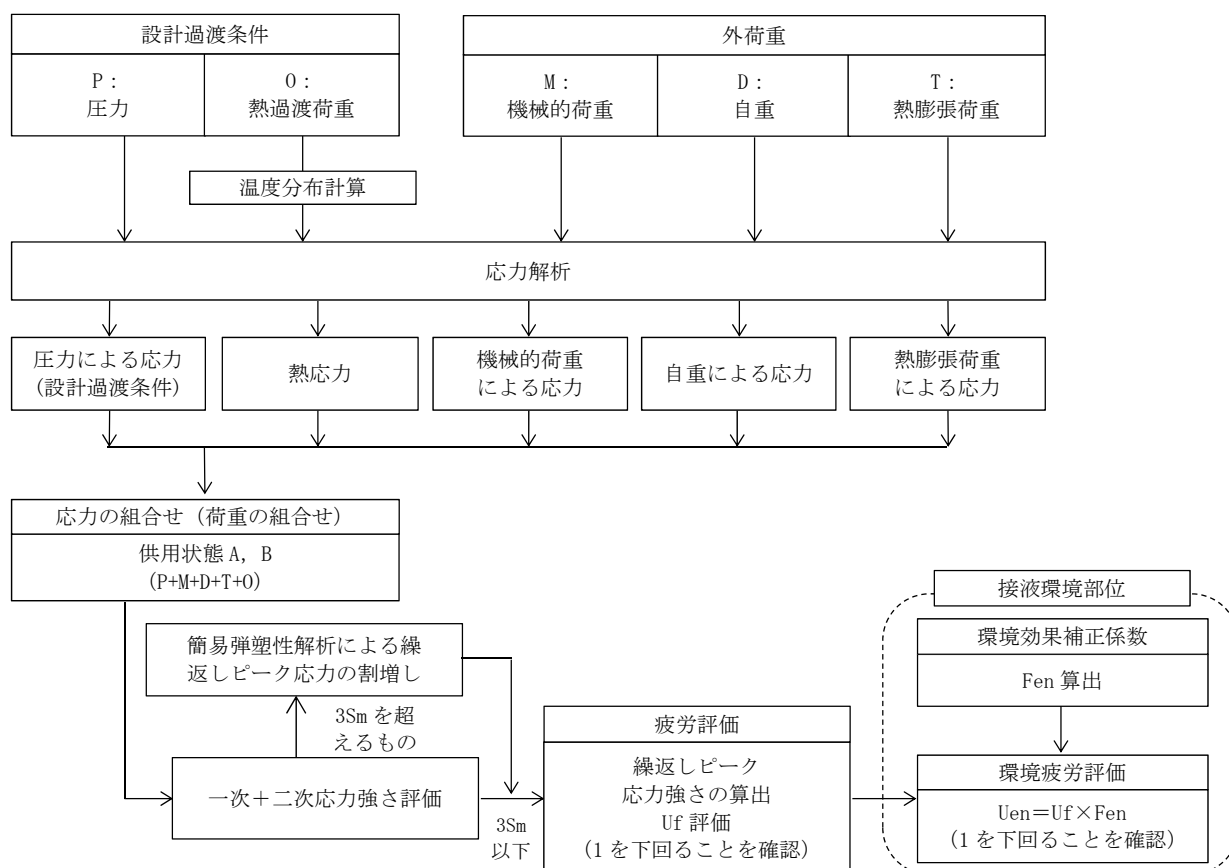 設計過渡条件
外荷重
P：
圧力
O：
熱過渡荷重
M：
機械的荷重
D：
自重
T：
熱膨張荷重
温度分布計算
応力解析
圧力による応力
(設計過渡条件)
熱応力
機械的荷重
による応力
自重による応力
熱膨張荷重
による応力
応力の組合せ（荷重の組合せ）
供用状態 A, B
(P+M+D+T+O)
簡易弾塑性解析による繰
返しピーク応力の割増し
3Sm を超
えるもの
一次＋二次応力強さ評価
3Sm
以下
疲労評価
繰返しピーク
応力強さの算出
Uf 評価
(1 を下回ることを確認)
接液環境部位
環境効果補正係数
Fen 算出
環境疲労評価
Uen＝Uf×Fen
(1 を下回ることを確認)